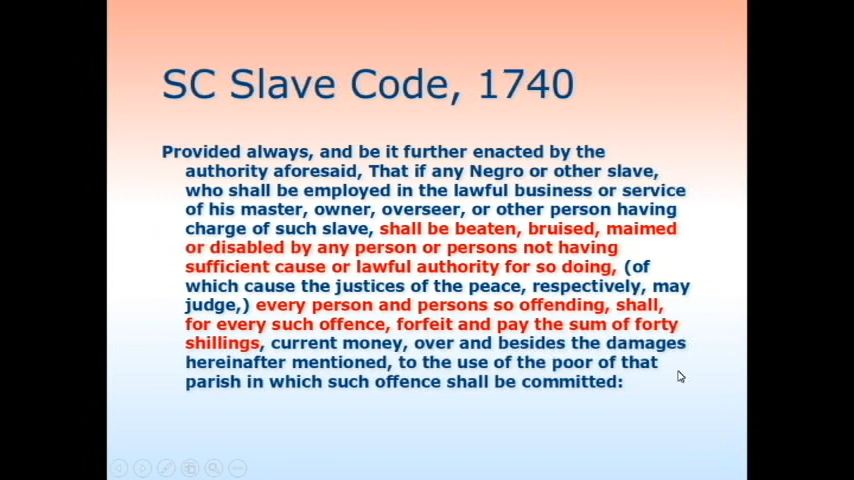 SC Slave Code, 1740
Provided always, and be it further enacted by the
authority aforesaid, That if any Negro or other slave,
who shall be employed in the lawful business or service
of his master, owner, overseer, or other person having
charge of such slave, shall be beaten, bruised, maimed
or disabled by any person or persons not having
sufficient cause or lawful authority for so doing, (of
which cause the justices of the peace, respectively, may
judge,) every person and persons so offending, shall,
for every such offence, forfeit and pay the sum of forty
shillings, current money, over and besides the damages
hereinafter mentioned, to the use of the poor of that
parish in which such offence shall be committed: